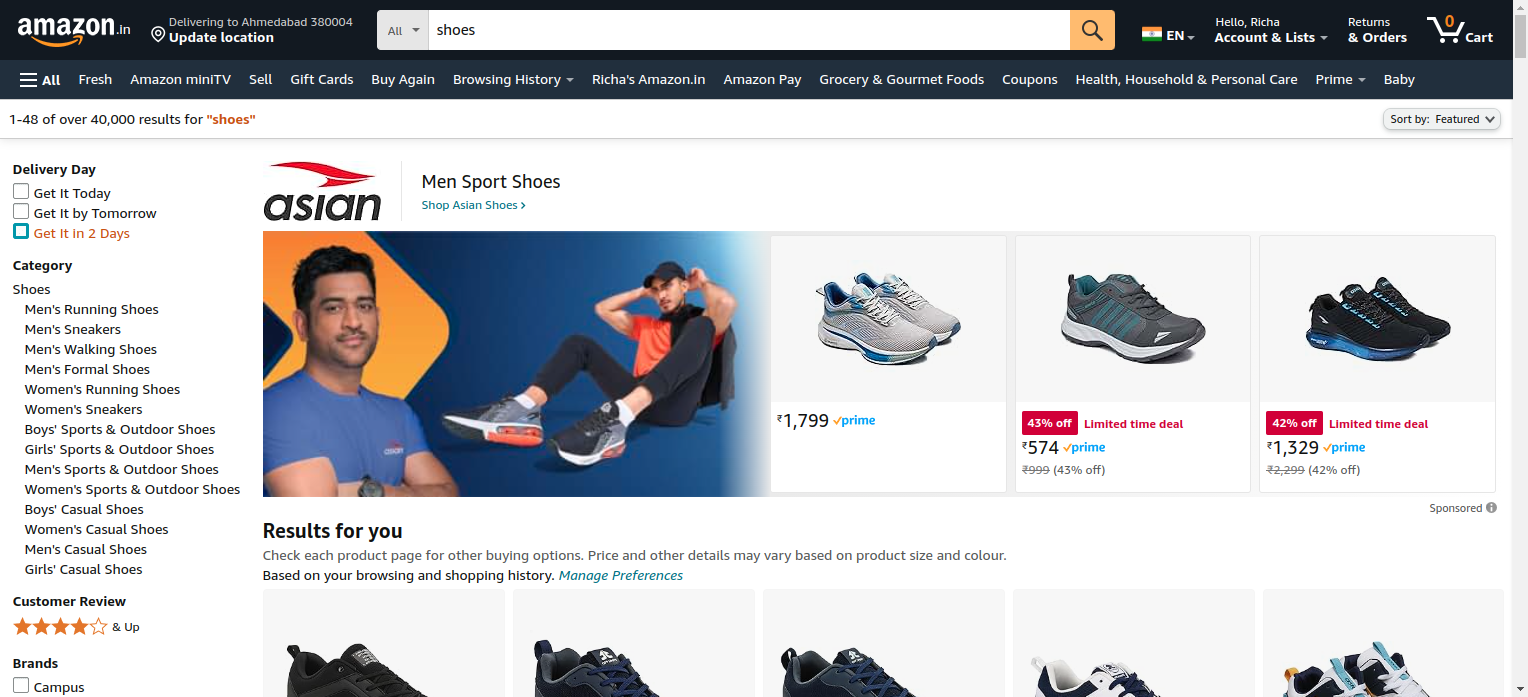 amazon.in
Delivering to Ahmedabad 380004
Update location
All
shoes
EN
Hello, Richa
Account & Lists
Returns
& Orders
0
Cart
All
Fresh
Amazon miniTV
Sell
Gift Cards
Buy Again
Browsing History
Richa's Amazon.in
Amazon Pay
Grocery & Gourmet Foods
Coupons
Health, Household & Personal Care
Prime
Baby
1-48 of over 40,000 results for "shoes"
Sort by: Featured
Delivery Day
Get It Today
Get It by Tomorrow
Get It in 2 Days
Category
Shoes
Men's Running Shoes
Men's Sneakers
Men's Walking Shoes
Men's Formal Shoes
Women's Running Shoes
Women's Sneakers
Boys' Sports & Outdoor Shoes
Girls' Sports & Outdoor Shoes
Men's Sports & Outdoor Shoes
Women's Sports & Outdoor Shoes
Boys' Casual Shoes
Women's Casual Shoes
Men's Casual Shoes
Girls' Casual Shoes
Customer Review
& Up
Brands
Campus
asian
Men Sport Shoes
Shop Asian Shoes ›
asian
₹1,799 prime
43% off Limited time deal
₹574 prime
₹999 (43% off)
42% off Limited time deal
₹1,329 prime
₹2,299 (42% off)
Sponsored
Results for you
Check each product page for other buying options. Price and other details may vary based on product size and colour.
Based on your browsing and shopping history. Manage Preferences